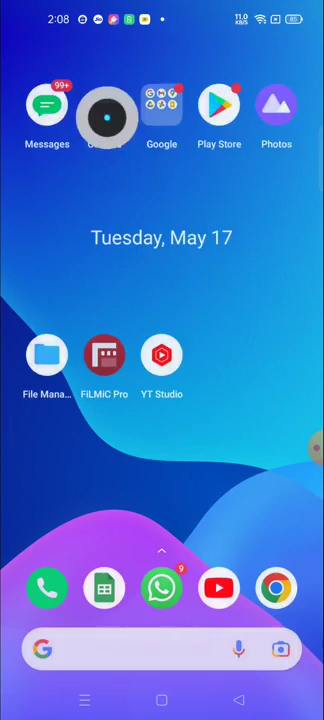 2:08
11.0
KB/S
85
99+
Messages
Google
Play Store
Photos
Tuesday, May 17
File Mana...
FiLMiC Pro
YT Studio
9